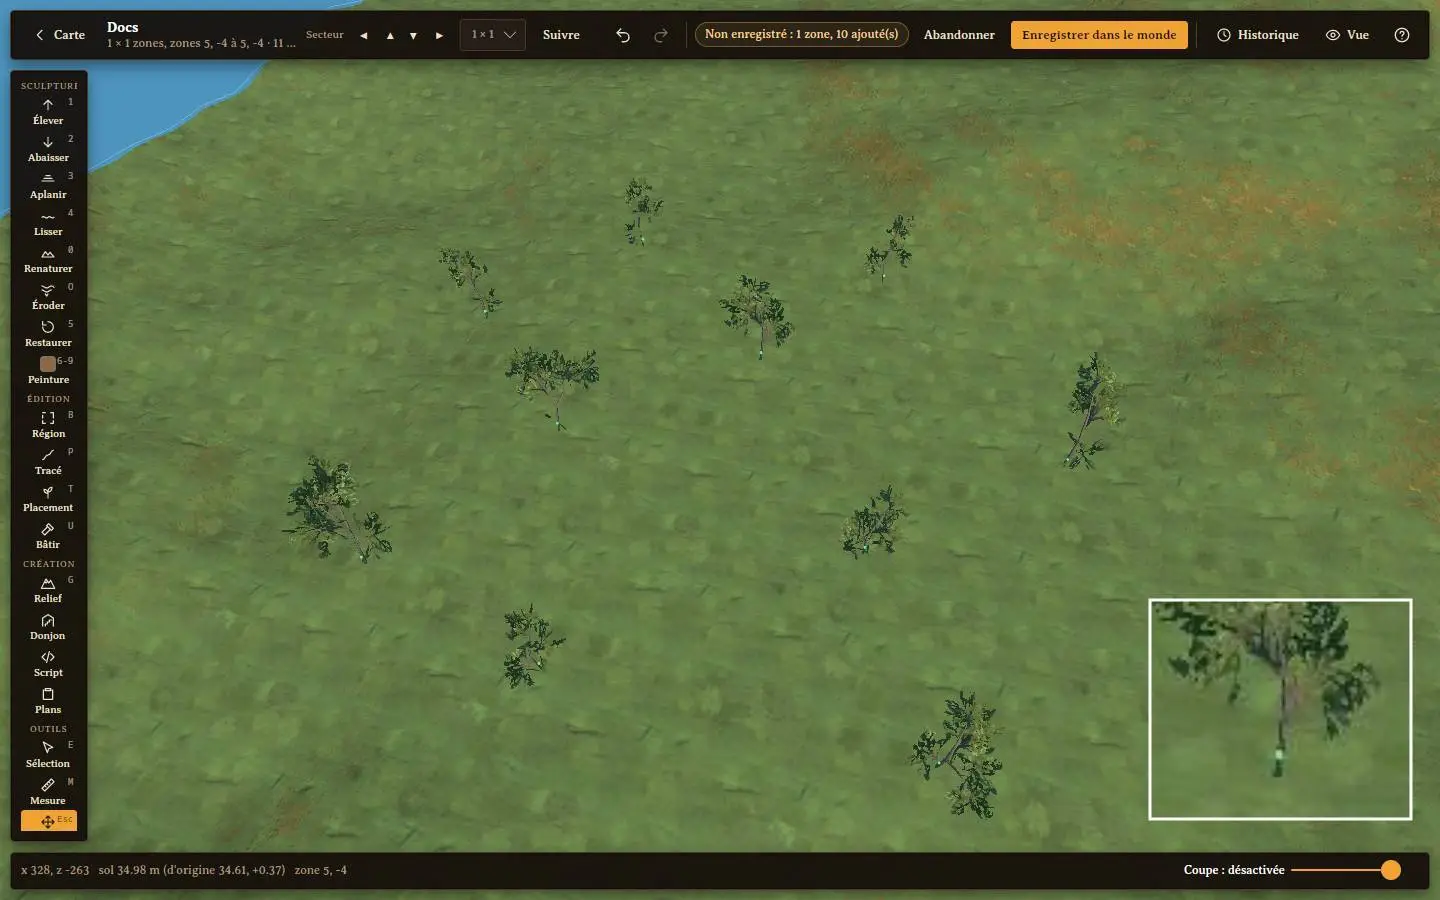 Carte
Docs
1 × 1 zones, zones 5, -4 à 5, -4 · 11 ...
Secteur
1 × 1
Suivre
Non enregistré : 1 zone, 10 ajouté(s)
Abandonner
Enregistrer dans le monde
Historique
Vue
SCULPTURE
1
Élever
2
Abaisser
3
Aplanir
4
Lisser
0
Renaturer
O
Éroder
5
Restaurer
6-9
Peinture
ÉDITION
B
Région
P
Tracé
T
Placement
U
Bâtir
CRÉATION
G
Relief
Donjon
Script
Plans
OUTILS
E
Sélection
M
Mesure
Esc
x 328, z -263 sol 34.98 m (d'origine 34.61, +0.37) zone 5, -4
Coupe : désactivée